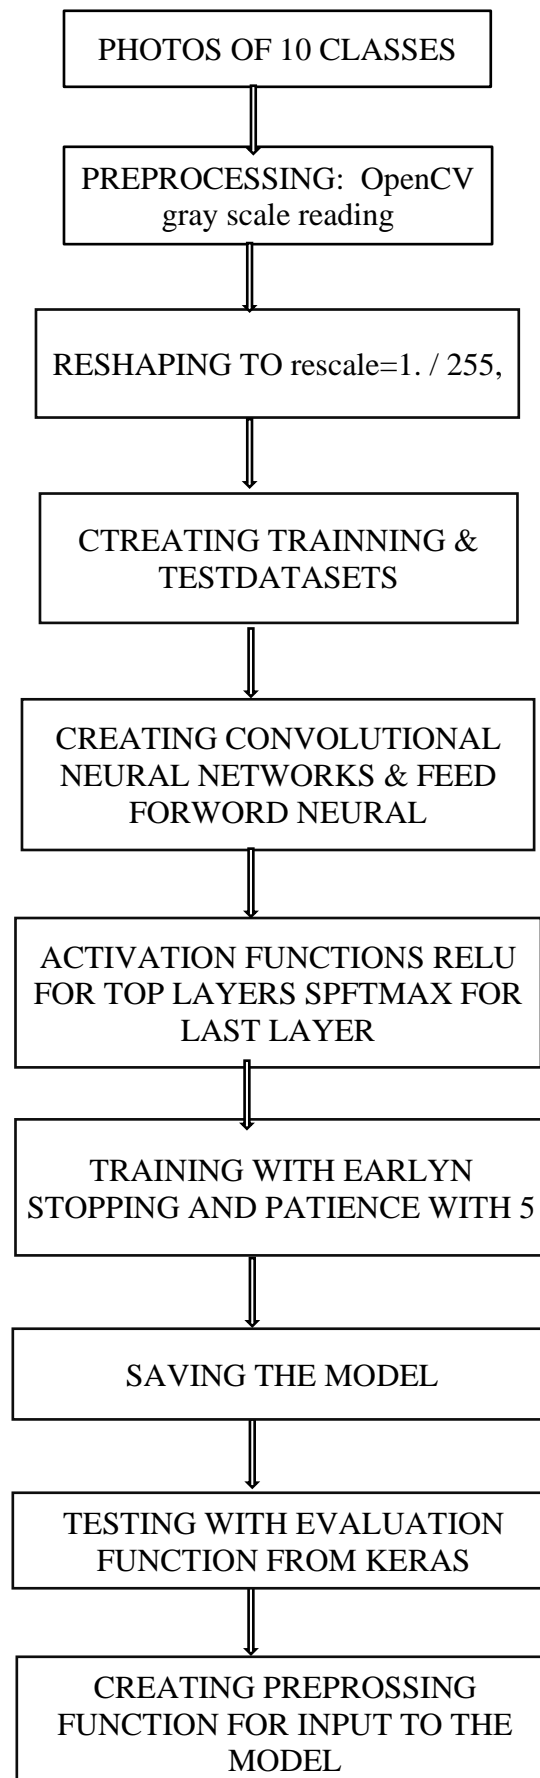 PHOTOS OF 10 CLASSES
PREPROCESSING: OpenCV
gray scale reading
RESHAPING TO rescale=1. / 255,
CTREATING TRAINNING &
TESTDATASETS
CREATING CONVOLUTIONAL
NEURAL NETWORKS & FEED
FORWORD NEURAL
ACTIVATION FUNCTIONS RELU
FOR TOP LAYERS SPFTMAX FOR
LAST LAYER
TRAINING WITH EARLYN
STOPPING AND PATIENCE WITH 5
SAVING THE MODEL
TESTING WITH EVALUATION
FUNCTION FROM KERAS
CREATING PREPROSSING
FUNCTION FOR INPUT TO THE
MODEL